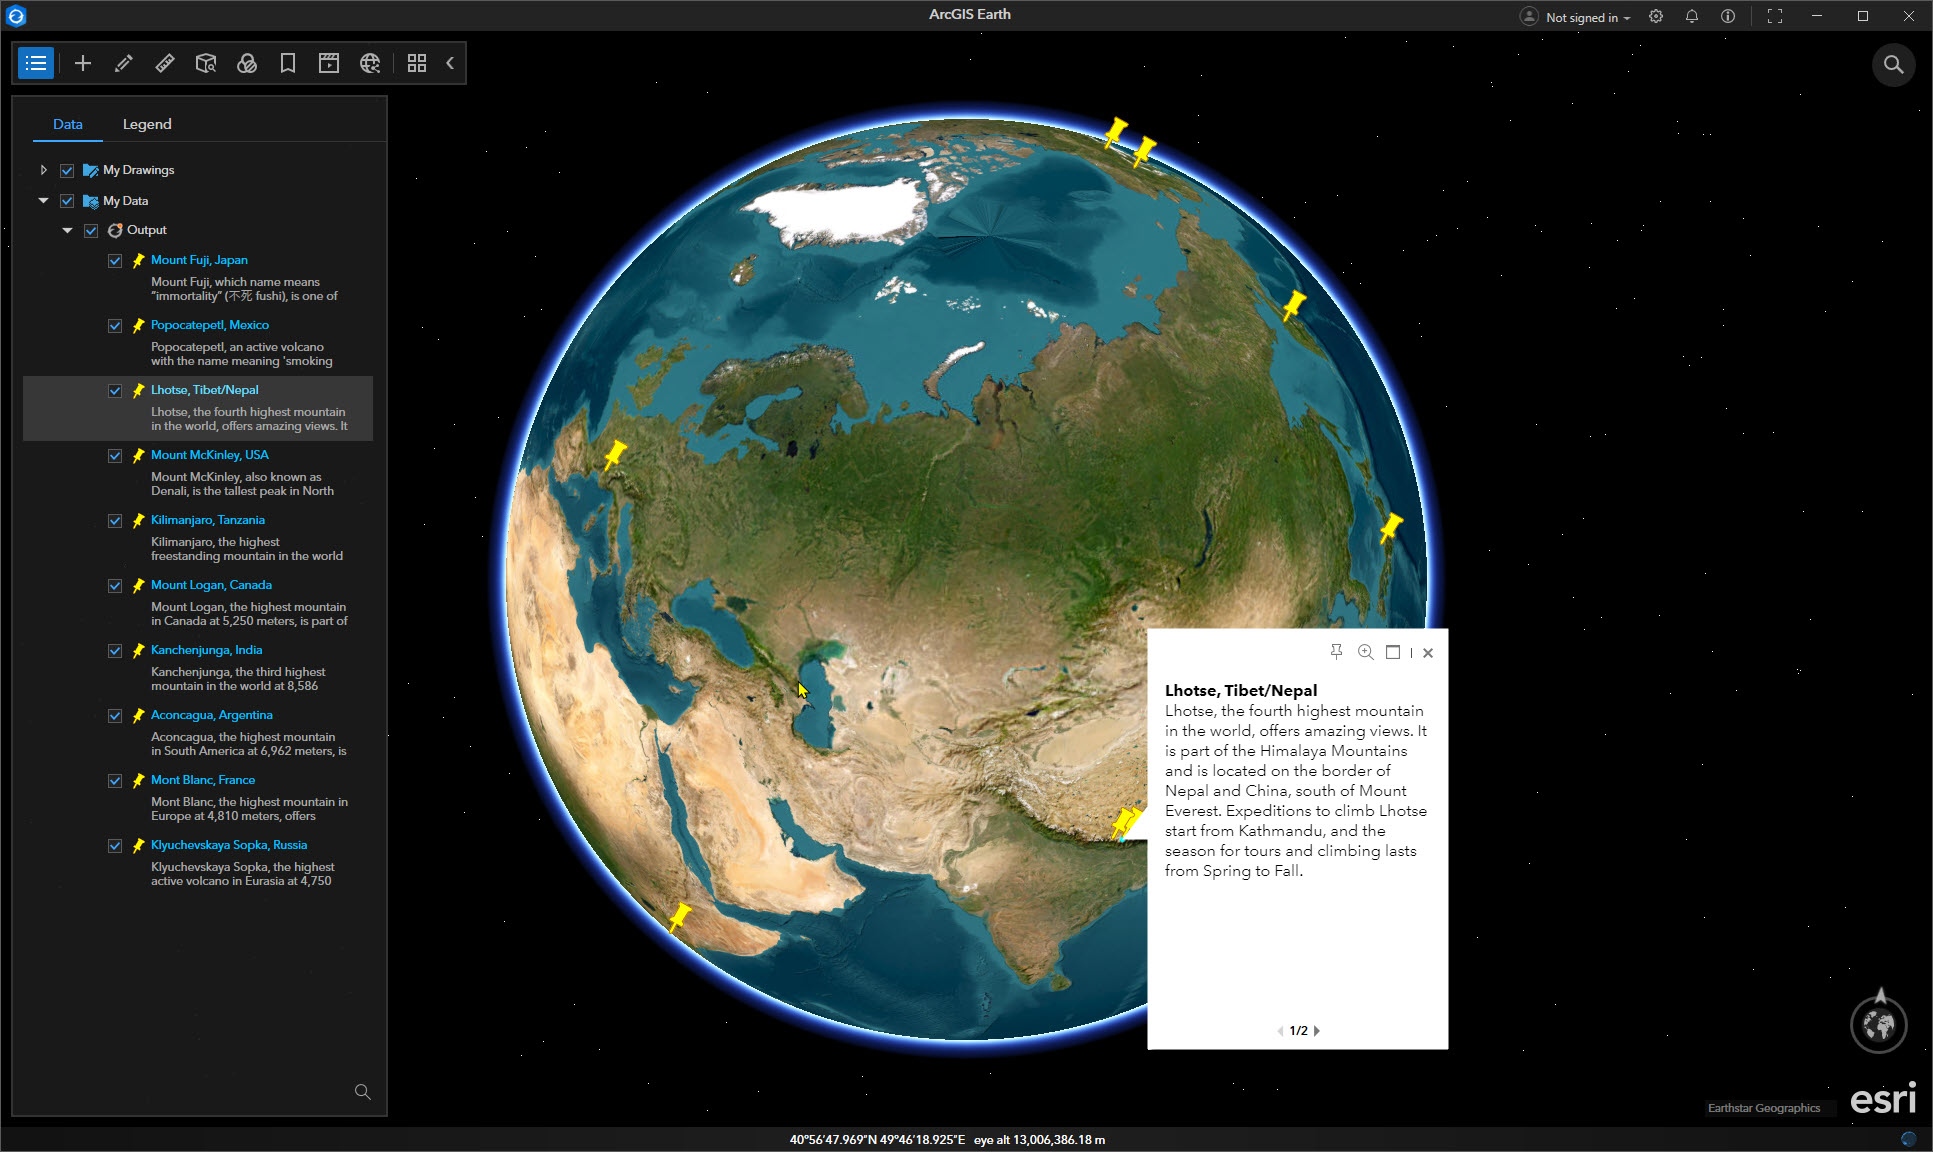 ArcGIS Earth
Not signed in
Data
Legend
My Drawings
My Data
Output
Mount Fuji, Japan
Mount Fuji, which name means
"immortality" (不死 fushi), is one of
Popocatepetl, Mexico
Popocatepetl, an active volcano
with the name meaning 'smoking
Lhotse, Tibet/Nepal
Lhotse, the fourth highest mountain
in the world, offers amazing views. It
Mount McKinley, USA
Mount McKinley, also known as
Denali, is the tallest peak in North
Kilimanjaro, Tanzania
Kilimanjaro, the highest
freestanding mountain in the world
Mount Logan, Canada
Mount Logan, the highest mountain
in Canada at 5,250 meters, is part of
Kanchenjunga, India
Kanchenjunga, the third highest
mountain in the world at 8,586
Aconcagua, Argentina
Aconcagua, the highest mountain
in South America at 6,962 meters, is
Mont Blanc, France
Mont Blanc, the highest mountain in
Europe at 4,810 meters, offers
Klyuchevskaya Sopka, Russia
Klyuchevskaya Sopka, the highest
active volcano in Eurasia at 4,750
Lhotse, Tibet/Nepal
Lhotse, the fourth highest mountain
in the world, offers amazing views. It
is part of the Himalaya Mountains
and is located on the border of
Nepal and China, south of Mount
Everest. Expeditions to climb Lhotse
start from Kathmandu, and the
season for tours and climbing lasts
from Spring to Fall.
1/2
Earthstar Geographics
esri
40°56'47.969"N 49°46'18.925"E eye alt 13,006,386.18 m